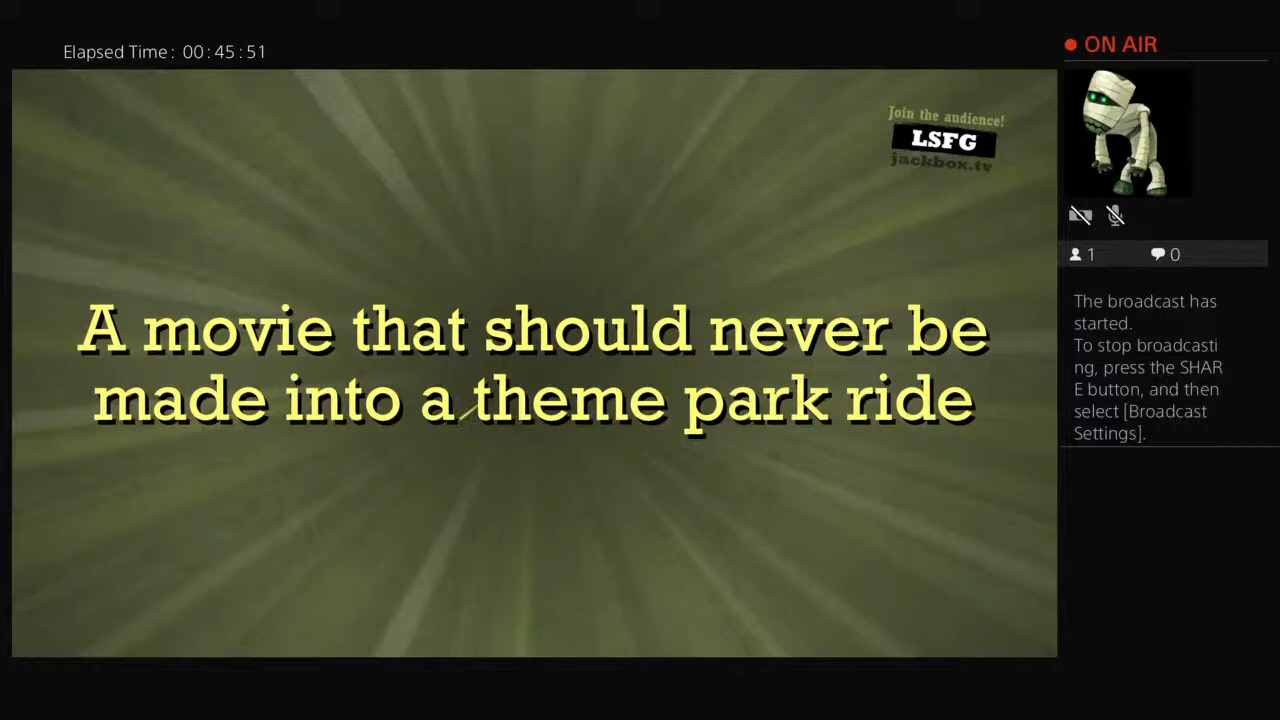 Elapsed Time: 00:45:51
ON AIR
Join the audience!
LSFG
jackbox.tv
1
0
A movie that should never be
made into a theme park ride
The broadcast has
started.
To stop broadcasti
ng, press the SHAR
E button, and then
select [Broadcast
Settings].